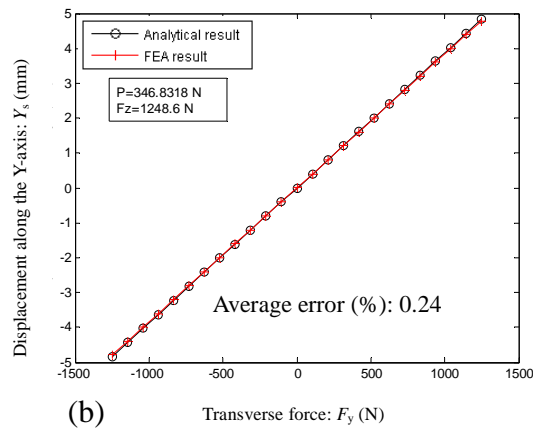 5
Analytical result
FEA result
4
P=346.8318 N
Fz=1248.6 N
3
2
1
0
-1
-2
-3
Average error (%): 0.24
-4
-5
-1500 -1000 -500 0 500 1000 1500
Displacement along the Y-axis: Yₛ (mm)
(b) Transverse force: F_y (N)